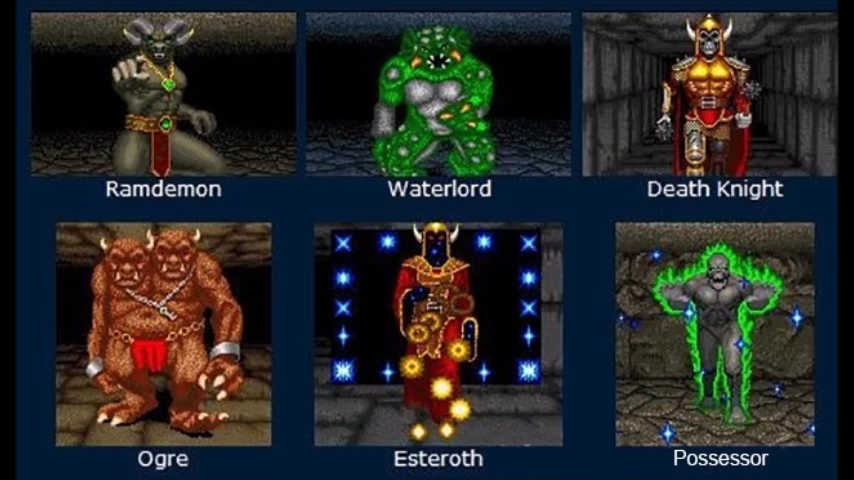 Ramdemon
Waterlord
Death Knight
Ogre
Esteroth
Possessor